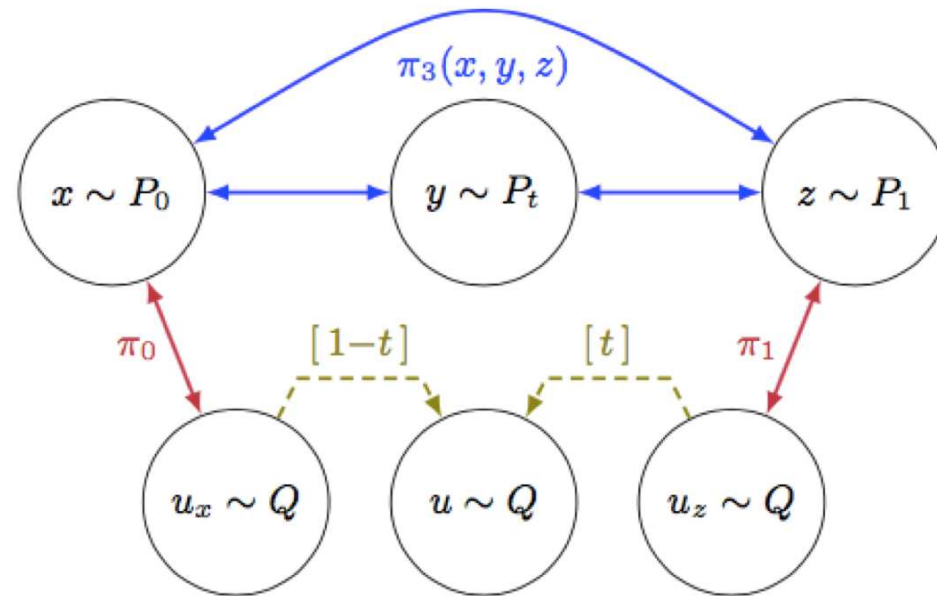 π₃(x, y, z)
x ∼ P₀
y ∼ Pₜ
z ∼ P₁
π₀
[1−t]
[t]
π₁
uₓ ∼ Q
u ∼ Q
u_z ∼ Q